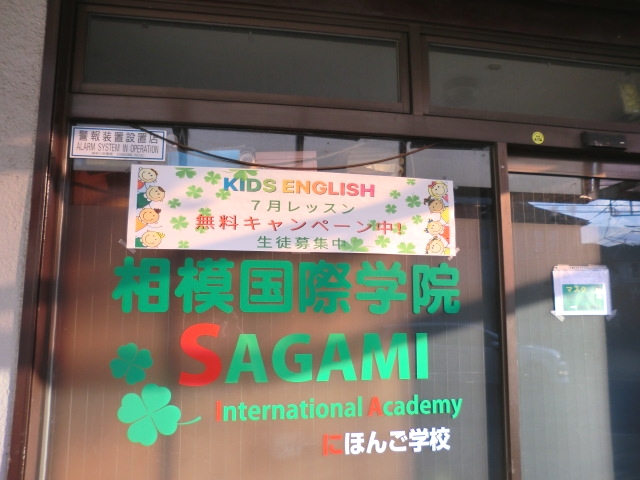 警報装置設置店
ALARM SYSTEM IN OPERATION
KIDS ENGLISH
7月レッスン
無料キャンペーン中!
生徒募集中
相模国際学院
SAGAMI
International Academy
にほんご学校